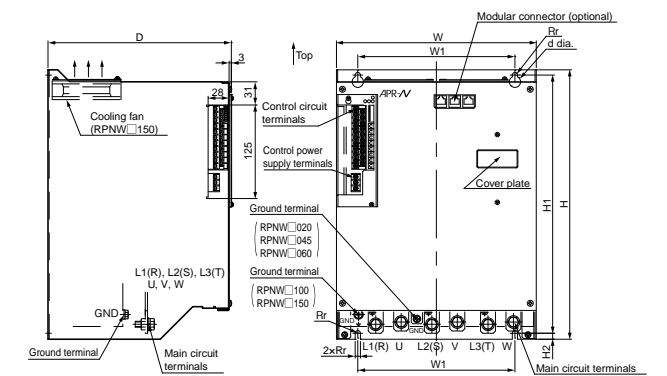 Modular connector (optional)
D
W
Rr
W1
d dia.
Top
3
28
31
APR-N
Control circuit
terminals
Cooling fan
(RPNW□150)
125
Control power
supply terminals
Cover plate
H1
H
Ground terminal
RPNW□020
RPNW□045
RPNW□060
L1(R), L2(S), L3(T)
U, V, W
Ground terminal
RPNW□100
RPNW□150
GND
GND
GND
Rr
L1(R) U L2(S) V L3(T) W
H2
Ground terminal
Main circuit
terminals
2×Rr
W1
Main circuit terminals